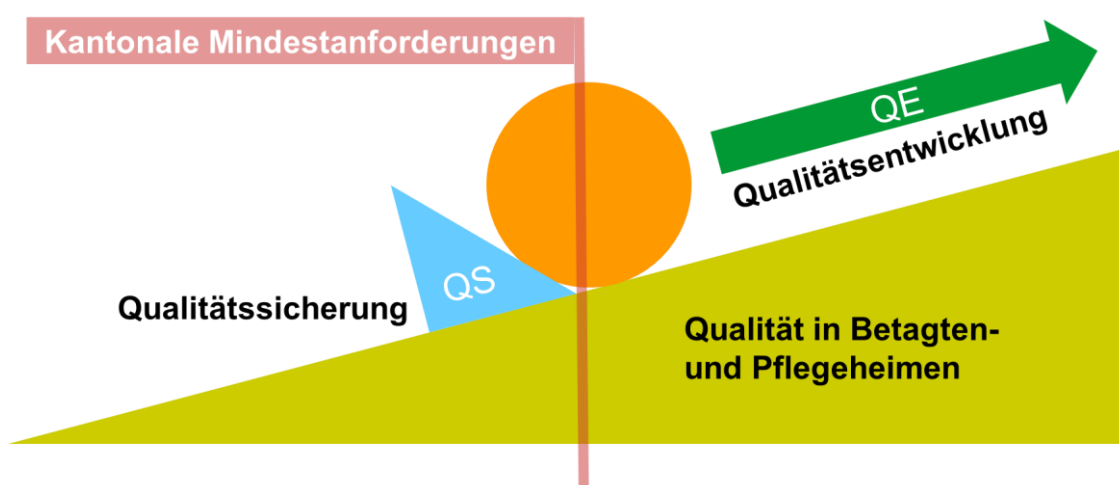 Kantonale Mindestanforderungen
QE
Qualitätsentwicklung
QS
Qualitätssicherung
Qualität in Betagten-
und Pflegeheimen